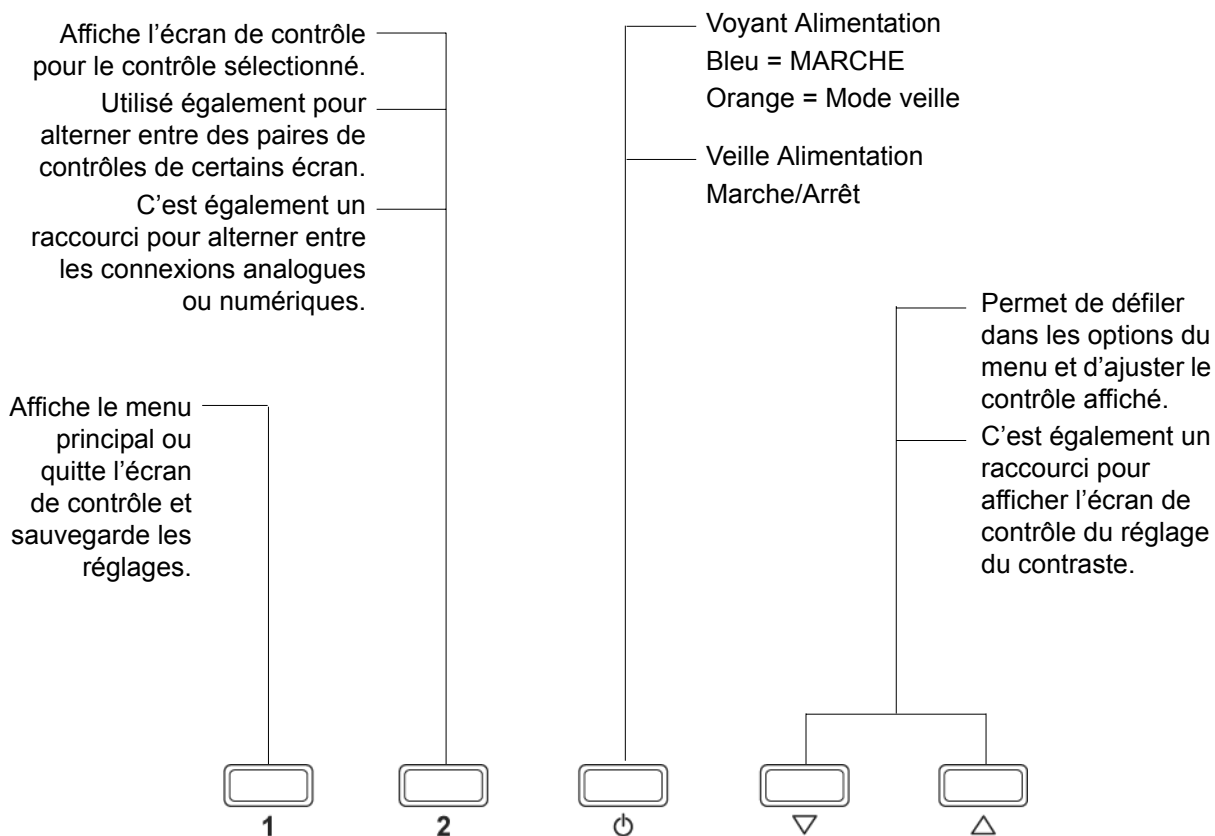 Affiche l’écran de contrôle
pour le contrôle sélectionné.
Utilisé également pour
alterner entre des paires de
contrôles de certains écran.
C’est également un
raccourci pour alterner entre
les connexions analogues
ou numériques.
Affiche le menu
principal ou
quitte l’écran
de contrôle et
sauvegarde les
réglages.
Voyant Alimentation
Bleu = MARCHE
Orange = Mode veille
Veille Alimentation
Marche/Arrêt
Permet de défiler
dans les options du
menu et d’ajuster le
contrôle affiché.
C’est également un
raccourci pour
afficher l’écran de
contrôle du réglage
du contraste.
1
2